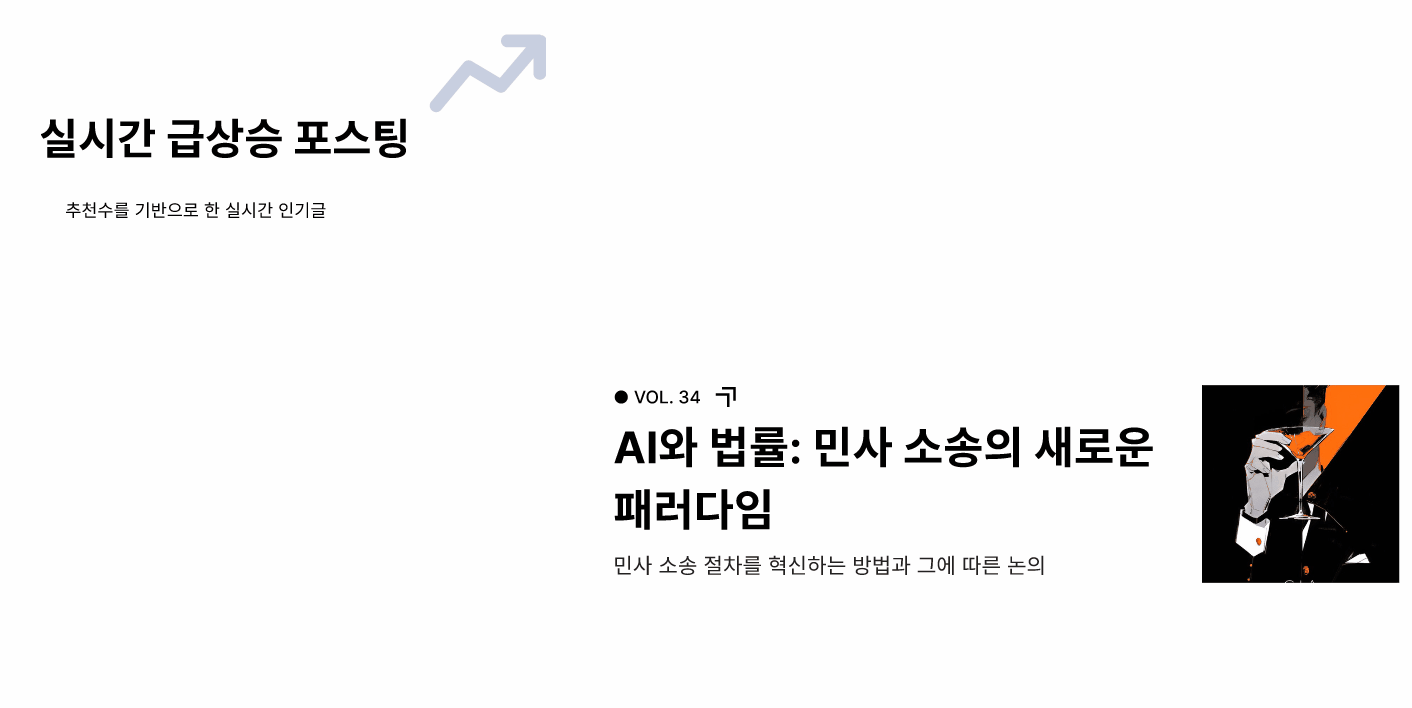 실시간 급상승 포스팅
추천수를 기반으로 한 실시간 인기글
● VOL. 34
AI와 법률: 민사 소송의 새로운
패러다임
민사 소송 절차를 혁신하는 방법과 그에 따른 논의